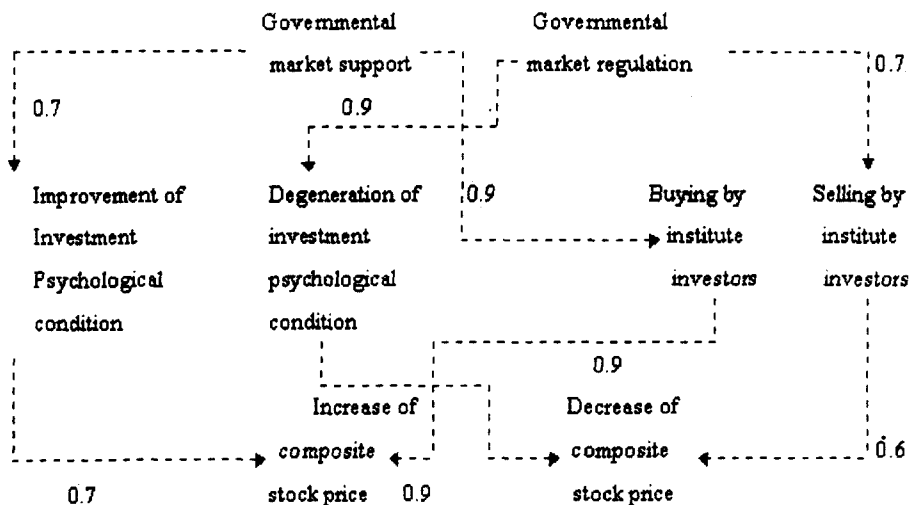 Governmental
market support
Governmental
market regulation
0.7
0.9
0.7
Improvement of
Investment
Psychological
condition
Degeneration of
investment
psychological
condition
0.9
Buying by
institute
investors
Selling by
institute
investors
0.9
Increase of
composite
stock price
Decrease of
composite
stock price
0.7
0.9
0.6